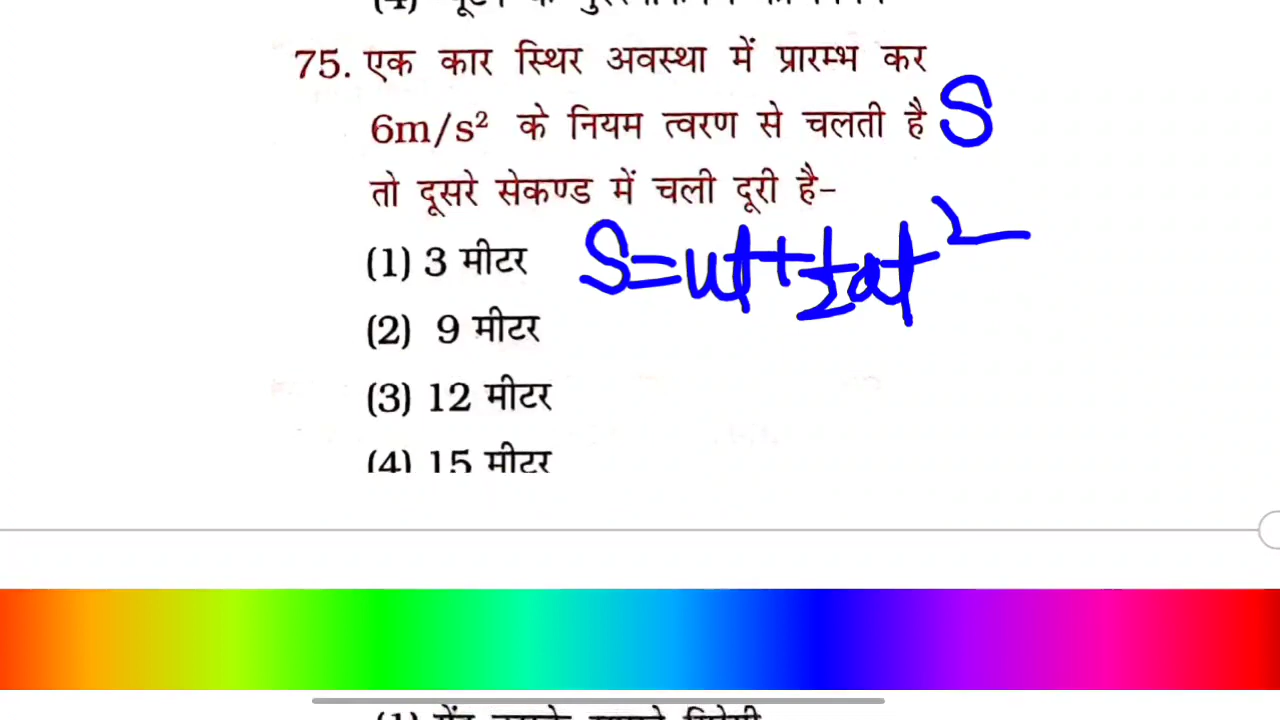 75. एक कार स्थिर अवस्था में प्रारम्भ कर
6m/s² के नियम त्वरण से चलती है S
तो दूसरे सेकण्ड में चली दूरी है-
(1) 3 मीटर S=ut+½at²
(2) 9 मीटर
(3) 12 मीटर
(4) 15 मीटर